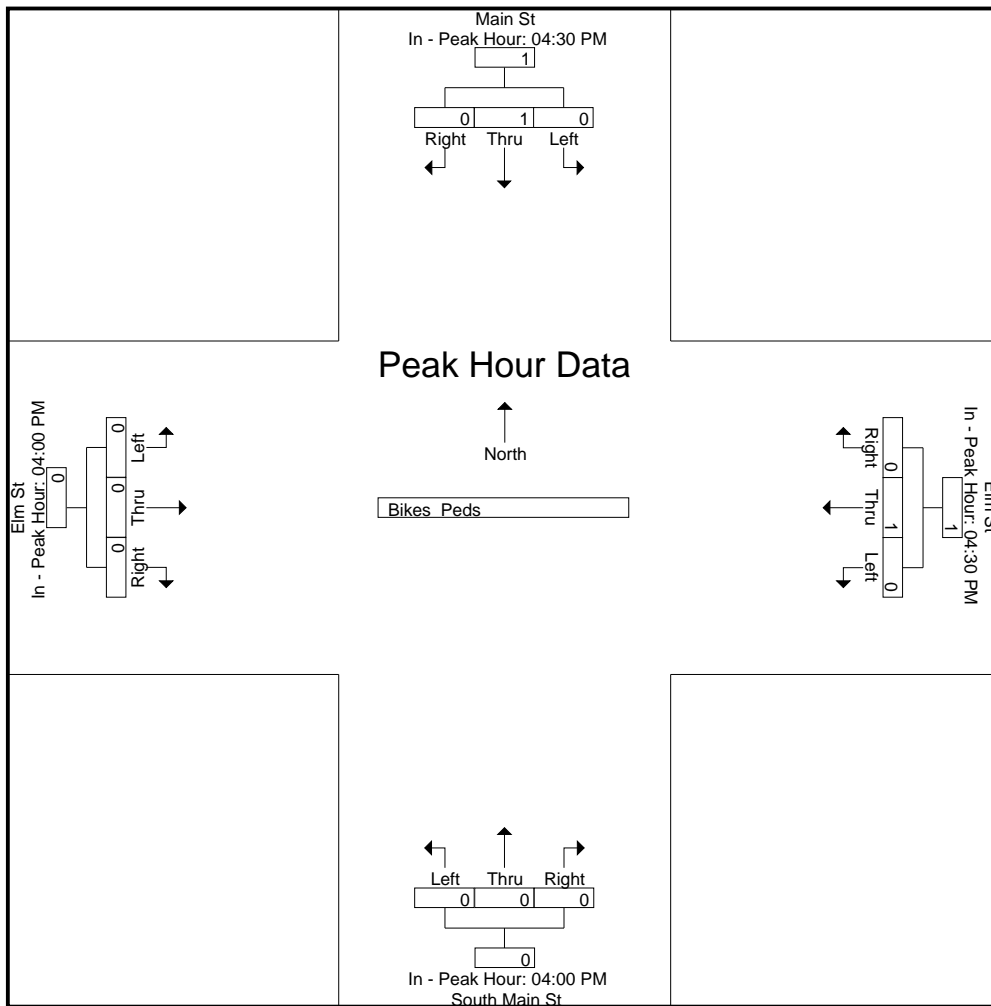 Main St
In - Peak Hour: 04:30 PM
1
0 1 0
Right Thru Left
Peak Hour Data
North
Bikes Peds
Elm St
In - Peak Hour: 04:00 PM
0
0 0 0
Left Thru Right
Elm St
In - Peak Hour: 04:30 PM
1
0 1 0
Right Thru Left
Left Thru Right
0 0 0
0
In - Peak Hour: 04:00 PM
South Main St